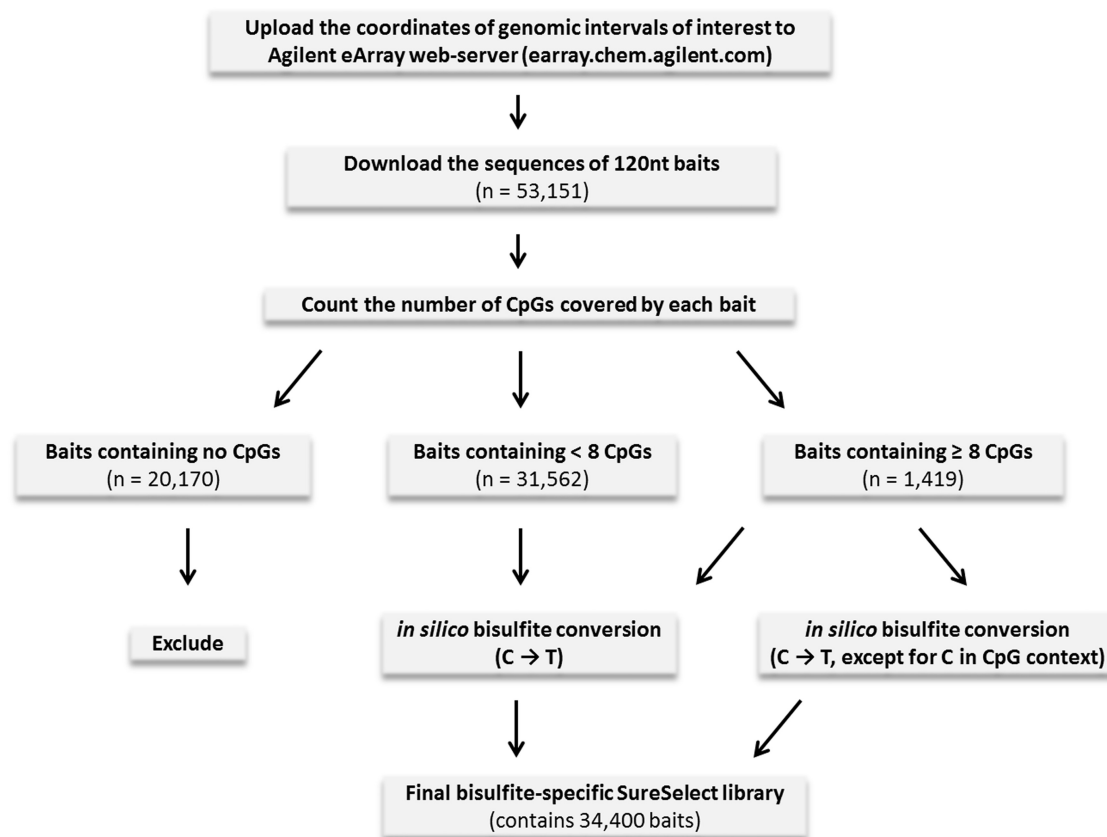 Upload the coordinates of genomic intervals of interest to
Agilent eArray web-server (earray.chem.agilent.com)
Download the sequences of 120nt baits
(n = 53,151)
Count the number of CpGs covered by each bait
Baits containing no CpGs
(n = 20,170)
Baits containing < 8 CpGs
(n = 31,562)
Baits containing ≥ 8 CpGs
(n = 1,419)
Exclude
in silico bisulfite conversion
(C → T)
in silico bisulfite conversion
(C → T, except for C in CpG context)
Final bisulfite-specific SureSelect library
(contains 34,400 baits)